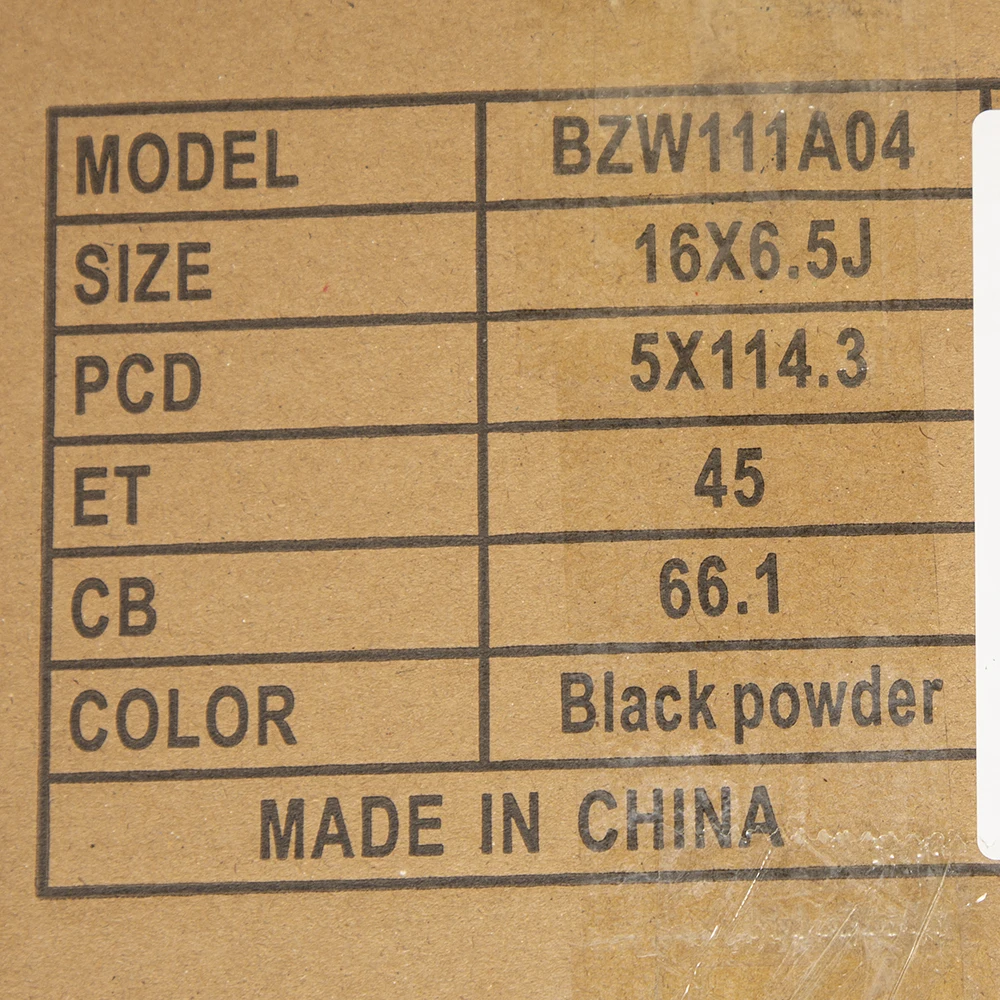 MODEL BZW111A04
SIZE 16X6.5J
PCD 5X114.3
ET 45
CB 66.1
COLOR Black powder
MADE IN CHINA